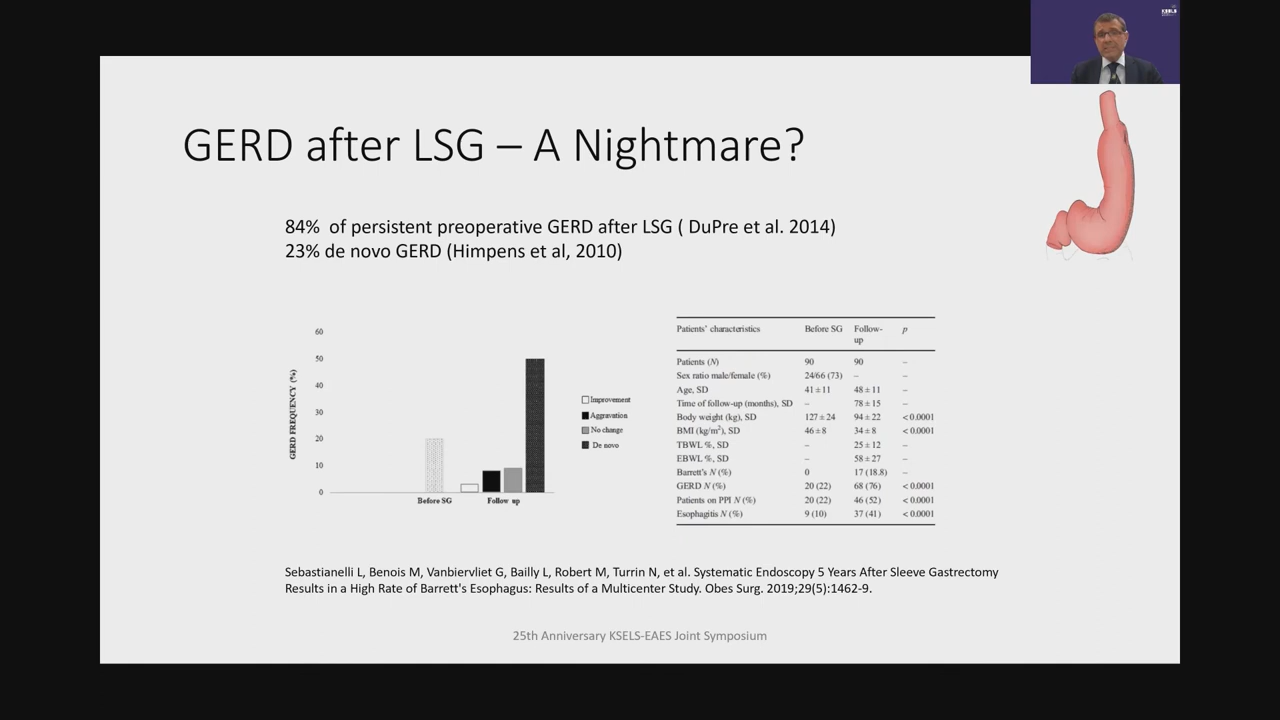 KSELS
GERD after LSG – A Nightmare?
84%  of persistent preoperative GERD after LSG ( DuPre et al. 2014)
23% de novo GERD (Himpens et al, 2010)
GERD FREQUENCY (%)
60
50
40
30
20
10
0
Before SG
Follow up
Improvement
Aggravation
No change
De novo
Patients' characteristics Before SG Follow-up p
Patients (N) 90 90 –
Sex ratio male/female (%) 24/66 (73) – –
Age, SD 41 ± 11 48 ± 11 –
Time of follow-up (months), SD – 78 ± 15 –
Body weight (kg), SD 127 ± 24 94 ± 22 < 0.0001
BMI (kg/m²), SD 46 ± 8 34 ± 8 < 0.0001
TBWL %, SD – 25 ± 12 –
EBWL %, SD – 58 ± 27 –
Barrett's N (%) 0 17 (18.8) –
GERD N (%) 20 (22) 68 (76) < 0.0001
Patients on PPI N (%) 20 (22) 46 (52) < 0.0001
Esophagitis N (%) 9 (10) 37 (41) < 0.0001
Sebastianelli L, Benois M, Vanbiervliet G, Bailly L, Robert M, Turrin N, et al. Systematic Endoscopy 5 Years After Sleeve Gastrectomy
Results in a High Rate of Barrett's Esophagus: Results of a Multicenter Study. Obes Surg. 2019;29(5):1462-9.
25th Anniversary KSELS-EAES Joint Symposium